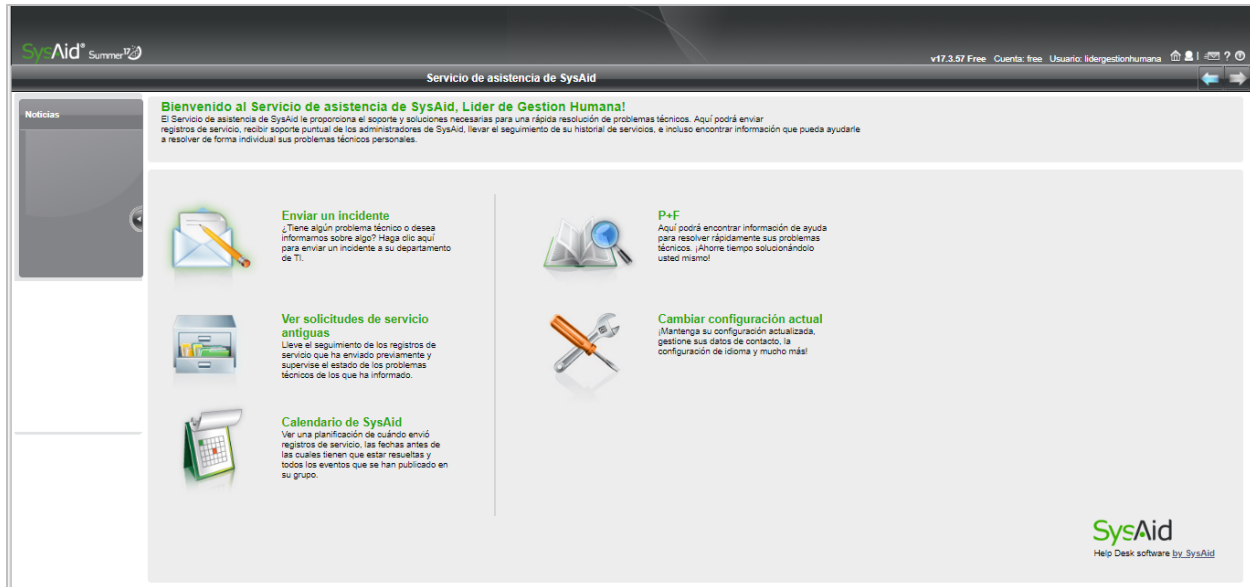 SysAid® Summer 17
v17.3.57 Free Cuenta: free Usuario: lidergestionhumana
Servicio de asistencia de SysAid
Noticias
Bienvenido al Servicio de asistencia de SysAid, Lider de Gestion Humana!
El Servicio de asistencia de SysAid le proporciona el soporte y soluciones necesarias para una rápida resolución de problemas técnicos. Aquí podrá enviar
registros de servicio, recibir soporte puntual de los administradores de SysAid, llevar el seguimiento de su historial de servicios, e incluso encontrar información que pueda ayudarle
a resolver de forma individual sus problemas técnicos personales.
Enviar un incidente
¿Tiene algún problema técnico o desea
informarnos sobre algo? Haga clic aquí
para enviar un incidente a su departamento
de TI.
Ver solicitudes de servicio
antiguas
Lleve el seguimiento de los registros de
servicio que ha enviado previamente y
supervise el estado de los problemas
técnicos de los que ha informado.
Calendario de SysAid
Ver una planificación de cuándo envió
registros de servicio, las fechas antes de
las cuales tienen que estar resueltas y
todos los eventos que se han publicado en
su grupo.
P+F
Aquí podrá encontrar información de ayuda
para resolver rápidamente sus problemas
técnicos. ¡Ahorre tiempo solucionándolo
usted mismo!
Cambiar configuración actual
¡Mantenga su configuración actualizada,
gestione sus datos de contacto, la
configuración de idioma y mucho más!
SysAid
Help Desk software by SysAid